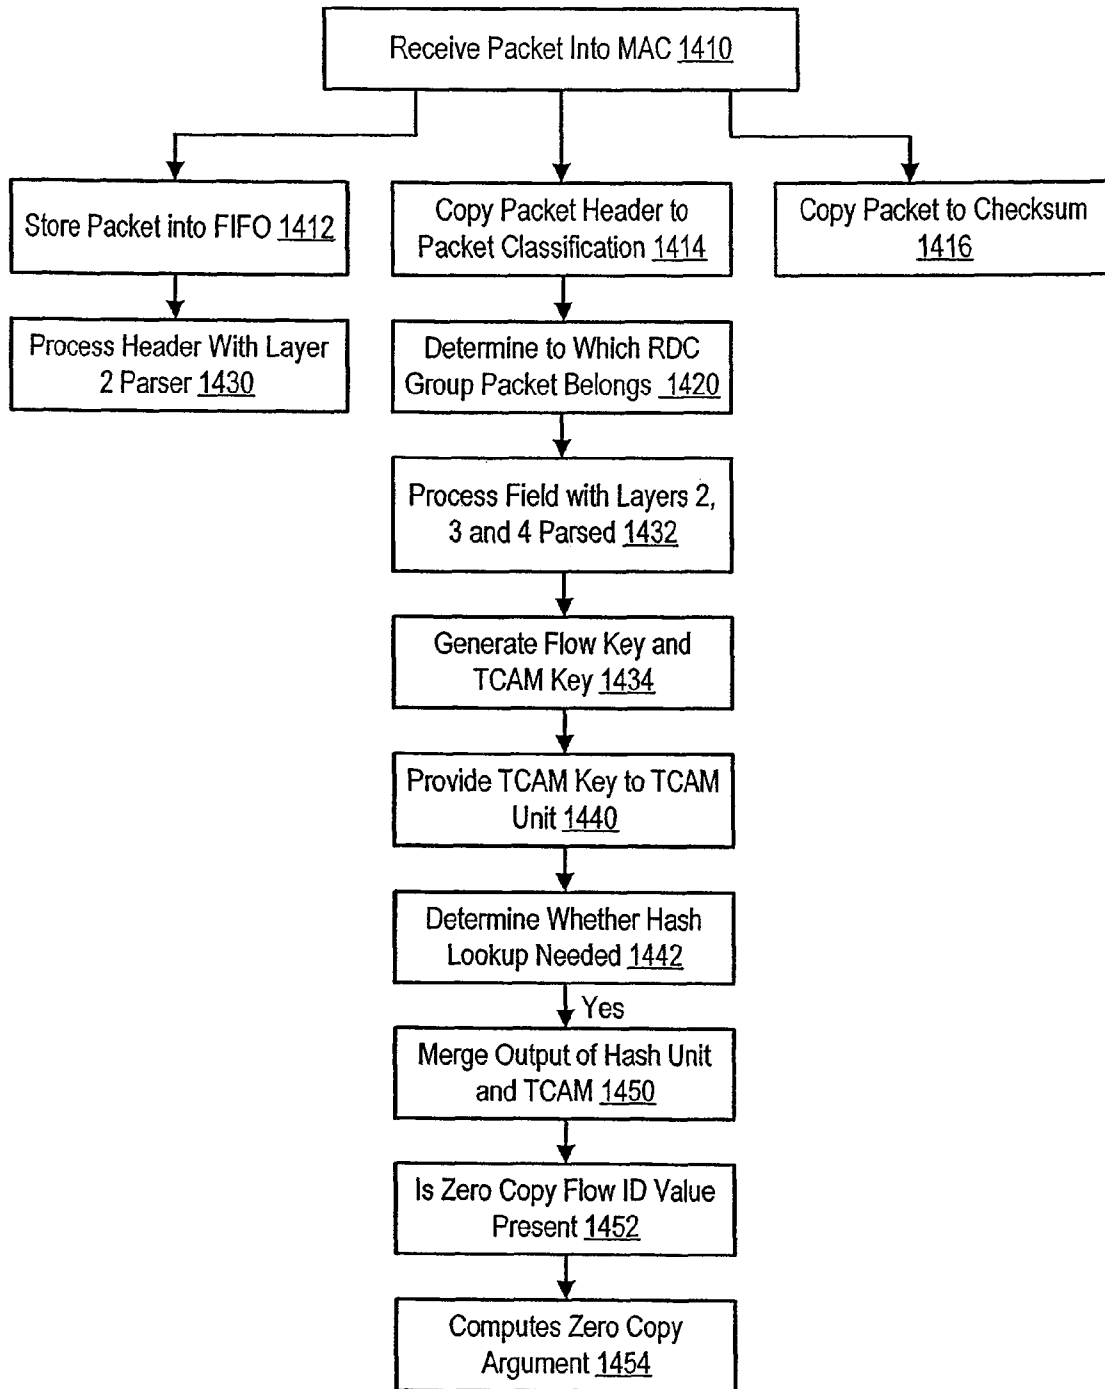 Receive Packet Into MAC 1410
Store Packet into FIFO 1412
Copy Packet Header to
Packet Classification 1414
Copy Packet to Checksum
1416
Process Header With Layer
2 Parser 1430
Determine to Which RDC
Group Packet Belongs 1420
Process Field with Layers 2,
3 and 4 Parsed 1432
Generate Flow Key and
TCAM Key 1434
Provide TCAM Key to TCAM
Unit 1440
Determine Whether Hash
Lookup Needed 1442
Yes
Merge Output of Hash Unit
and TCAM 1450
Is Zero Copy Flow ID Value
Present 1452
Computes Zero Copy
Argument 1454